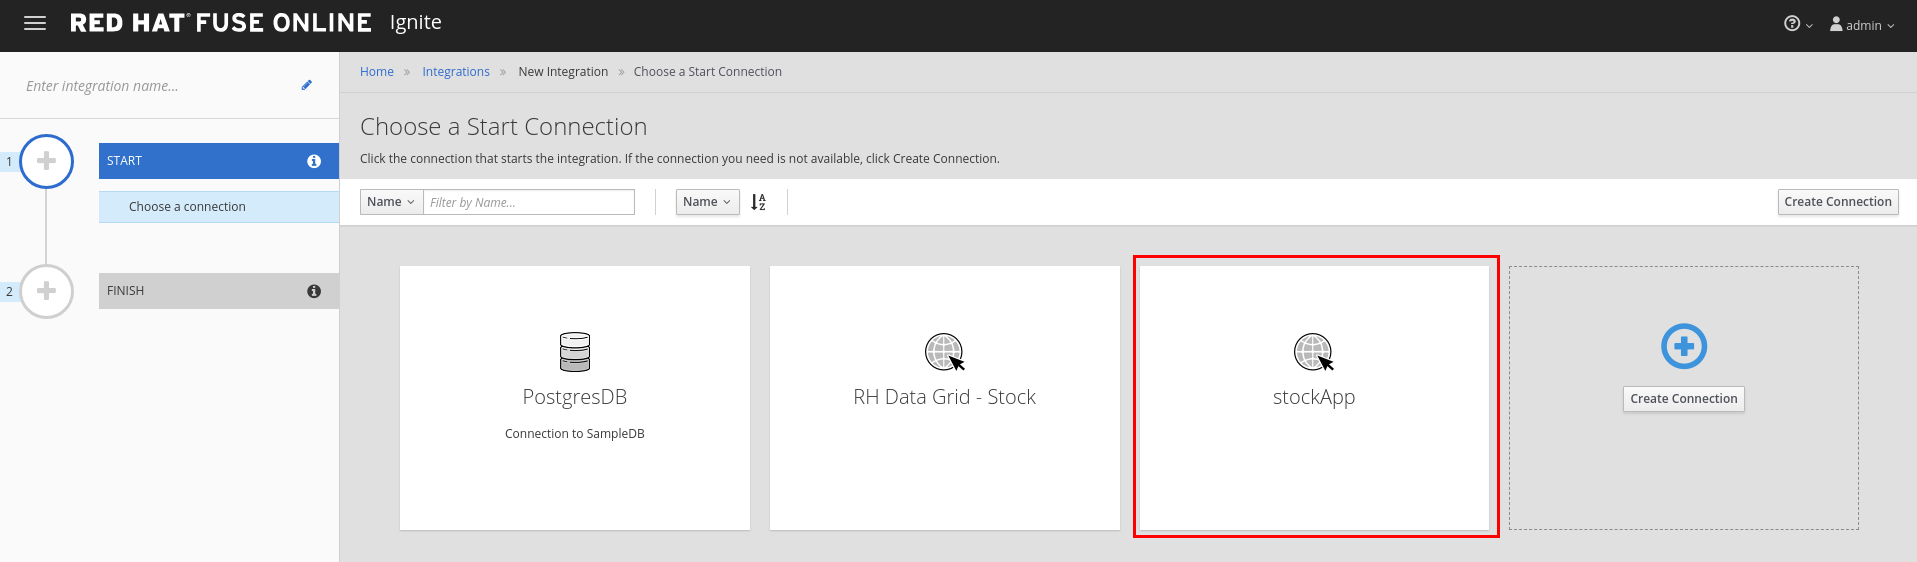 RED HAT® FUSE ONLINE Ignite
admin
Enter integration name...
Home » Integrations » New Integration » Choose a Start Connection
Choose a Start Connection
Click the connection that starts the integration. If the connection you need is not available, click Create Connection.
1 START
Choose a connection
2 FINISH
Name Filter by Name... Name A Z Create Connection
PostgresDB
Connection to SampleDB
RH Data Grid - Stock
stockApp
Create Connection